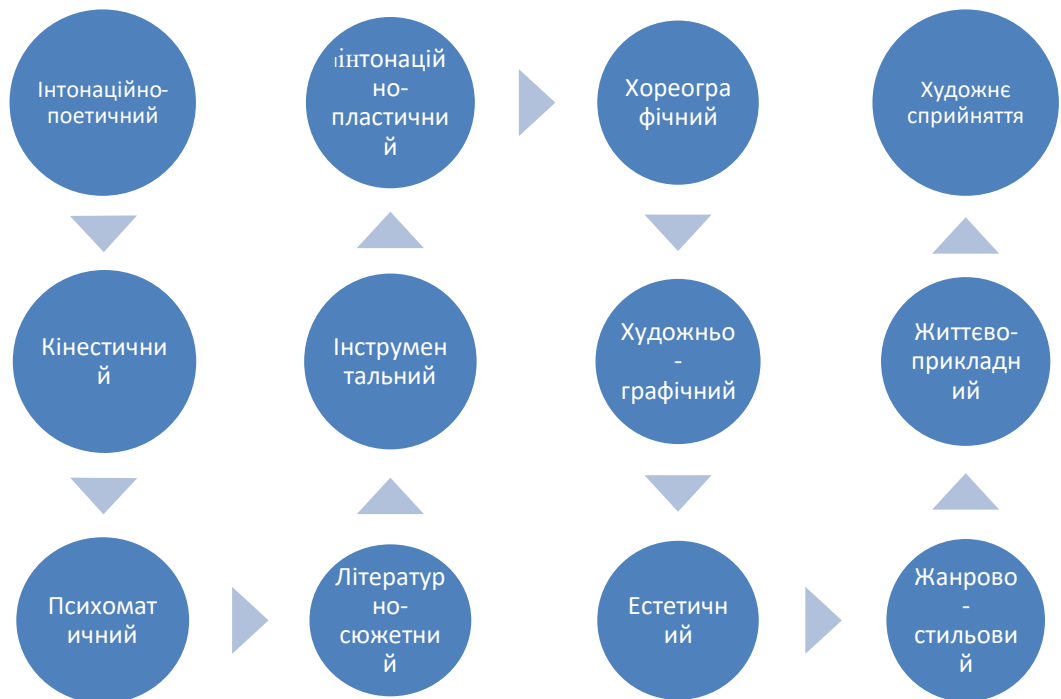 Інтонаційно-
поетичний
Кінестични
й
Психомат
ичний
Літератур
но-
сюжетни
й
Інструмен
тальний
інтонацій
но-
пластични
й
Хореогра
фічний
Художньо
-
графічний
Естетичн
ий
Жанрово
-
стильови
й
Життєво-
прикладн
ий
Художнє
сприйняття